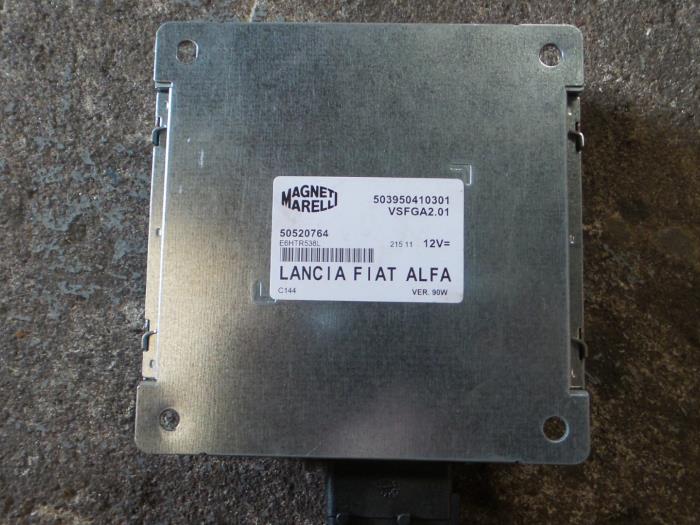 MAGNETI MARELLI
503950410301
VSFGA2.01
50520764
E6HTR538L
215 11 12V=
LANCIA FIAT ALFA
C144
VER. 90W